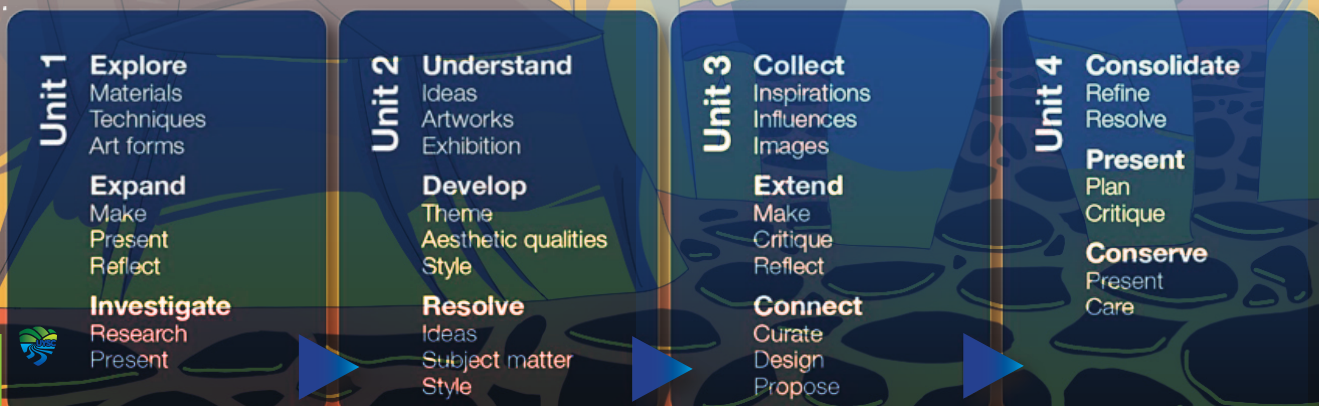 Unit 1
Explore
Materials
Techniques
Art forms
Expand
Make
Present
Reflect
Investigate
Research
Present
Unit 2
Understand
Ideas
Artworks
Exhibition
Develop
Theme
Aesthetic qualities
Style
Resolve
Ideas
Subject matter
Style
Unit 3
Collect
Inspirations
Influences
Images
Extend
Make
Critique
Reflect
Connect
Curate
Design
Propose
Unit 4
Consolidate
Refine
Resolve
Present
Plan
Critique
Conserve
Present
Care